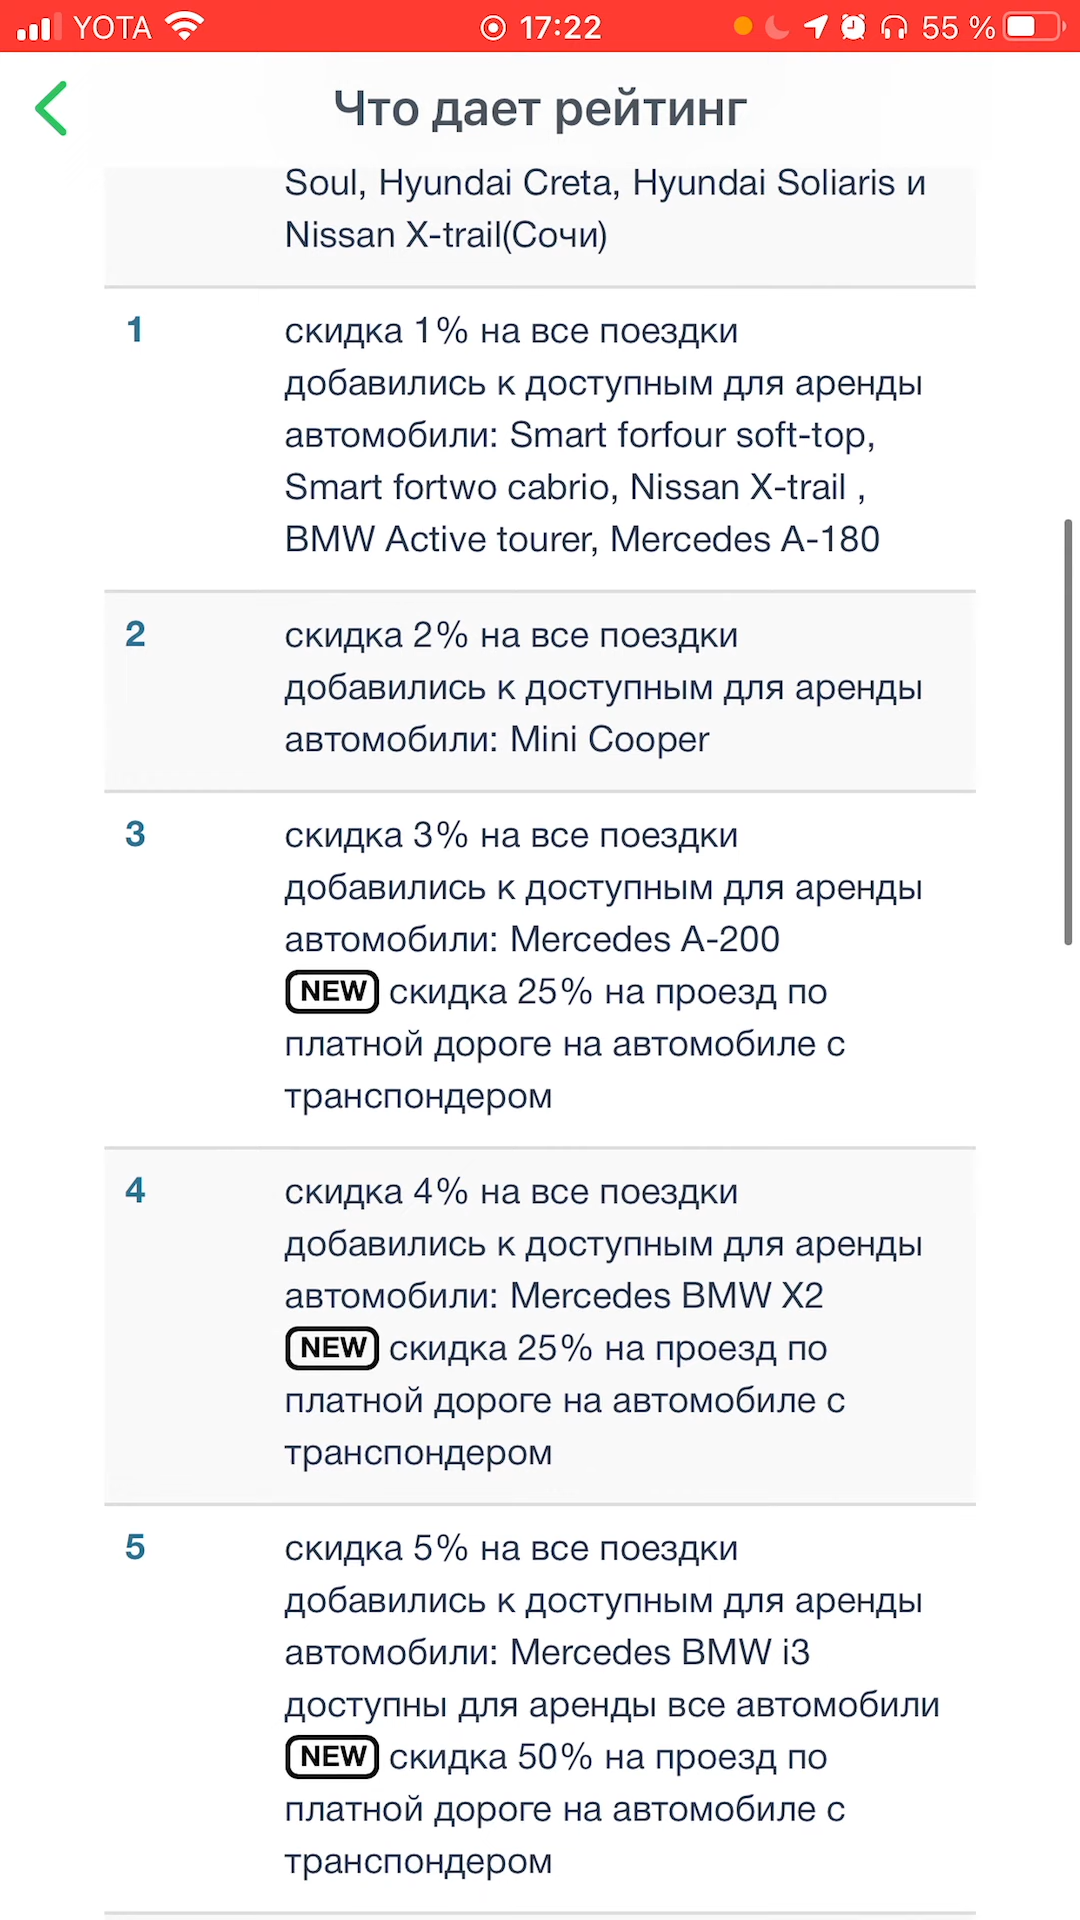 YOTA 17:22 55 %
Что дает рейтинг
Soul, Hyundai Creta, Hyundai Soliaris и
Nissan X-trail(Сочи)
1 скидка 1% на все поездки
добавились к доступным для аренды
автомобили: Smart forfour soft-top,
Smart fortwo cabrio, Nissan X-trail ,
BMW Active tourer, Mercedes A-180
2 скидка 2% на все поездки
добавились к доступным для аренды
автомобили: Mini Cooper
3 скидка 3% на все поездки
добавились к доступным для аренды
автомобили: Mercedes A-200
NEW скидка 25% на проезд по
платной дороге на автомобиле с
транспондером
4 скидка 4% на все поездки
добавились к доступным для аренды
автомобили: Mercedes BMW X2
NEW скидка 25% на проезд по
платной дороге на автомобиле с
транспондером
5 скидка 5% на все поездки
добавились к доступным для аренды
автомобили: Mercedes BMW i3
доступны для аренды все автомобили
NEW скидка 50% на проезд по
платной дороге на автомобиле с
транспондером